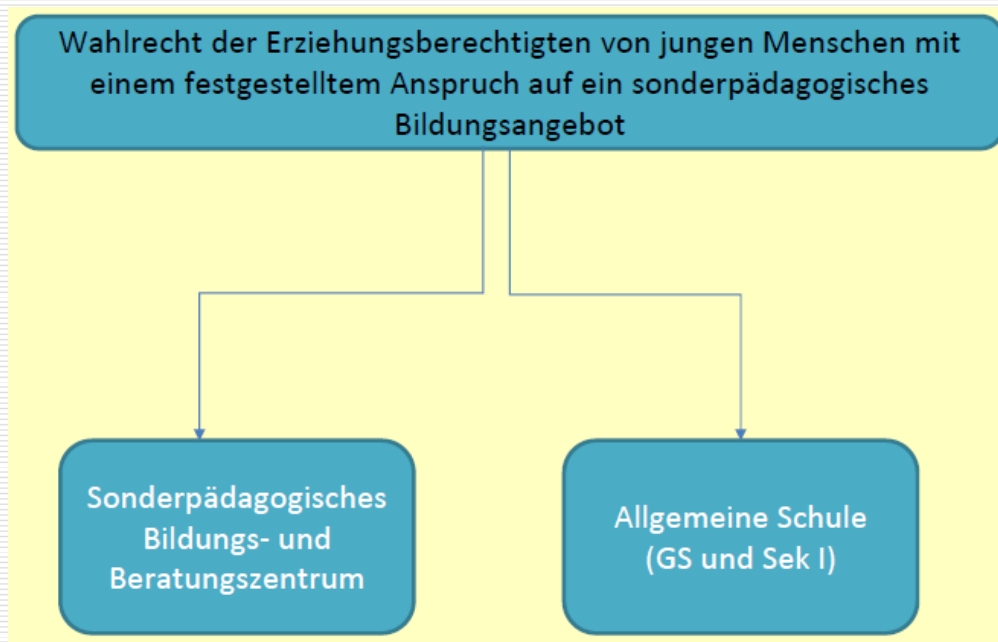 Wahlrecht der Erziehungsberechtigten von jungen Menschen mit
einem festgestelltem Anspruch auf ein sonderpädagogisches
Bildungsangebot
Sonderpädagogisches
Bildungs- und
Beratungszentrum
Allgemeine Schule
(GS und Sek I)